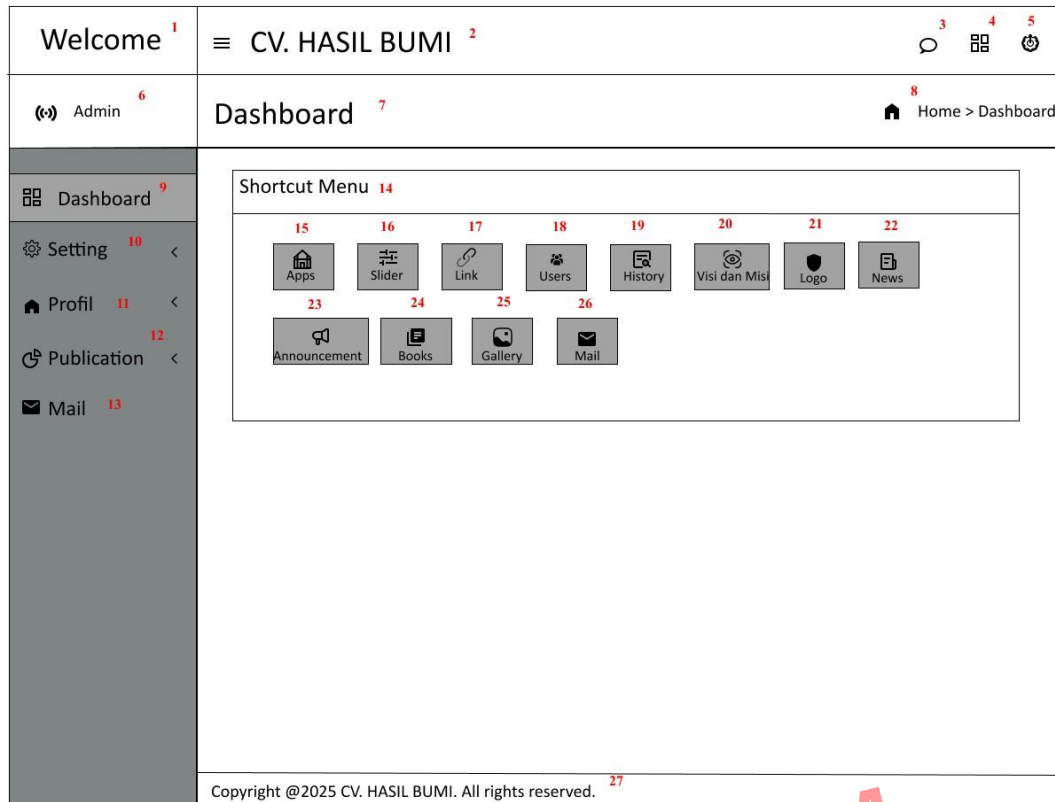 Welcome 1
≡ CV. HASIL BUMI 2
3 4 5
6
Admin
Dashboard 7
8
Home > Dashboard
Dashboard 9
Setting 10 <
Profil 11 <
12
Publication <
Mail 13
Shortcut Menu 14
15 16 17 18 19 20 21 22
Apps Slider Link Users History Visi dan Misi Logo News
23 24 25 26
Announcement Books Gallery Mail
27
Copyright @2025 CV. HASIL BUMI. All rights reserved.